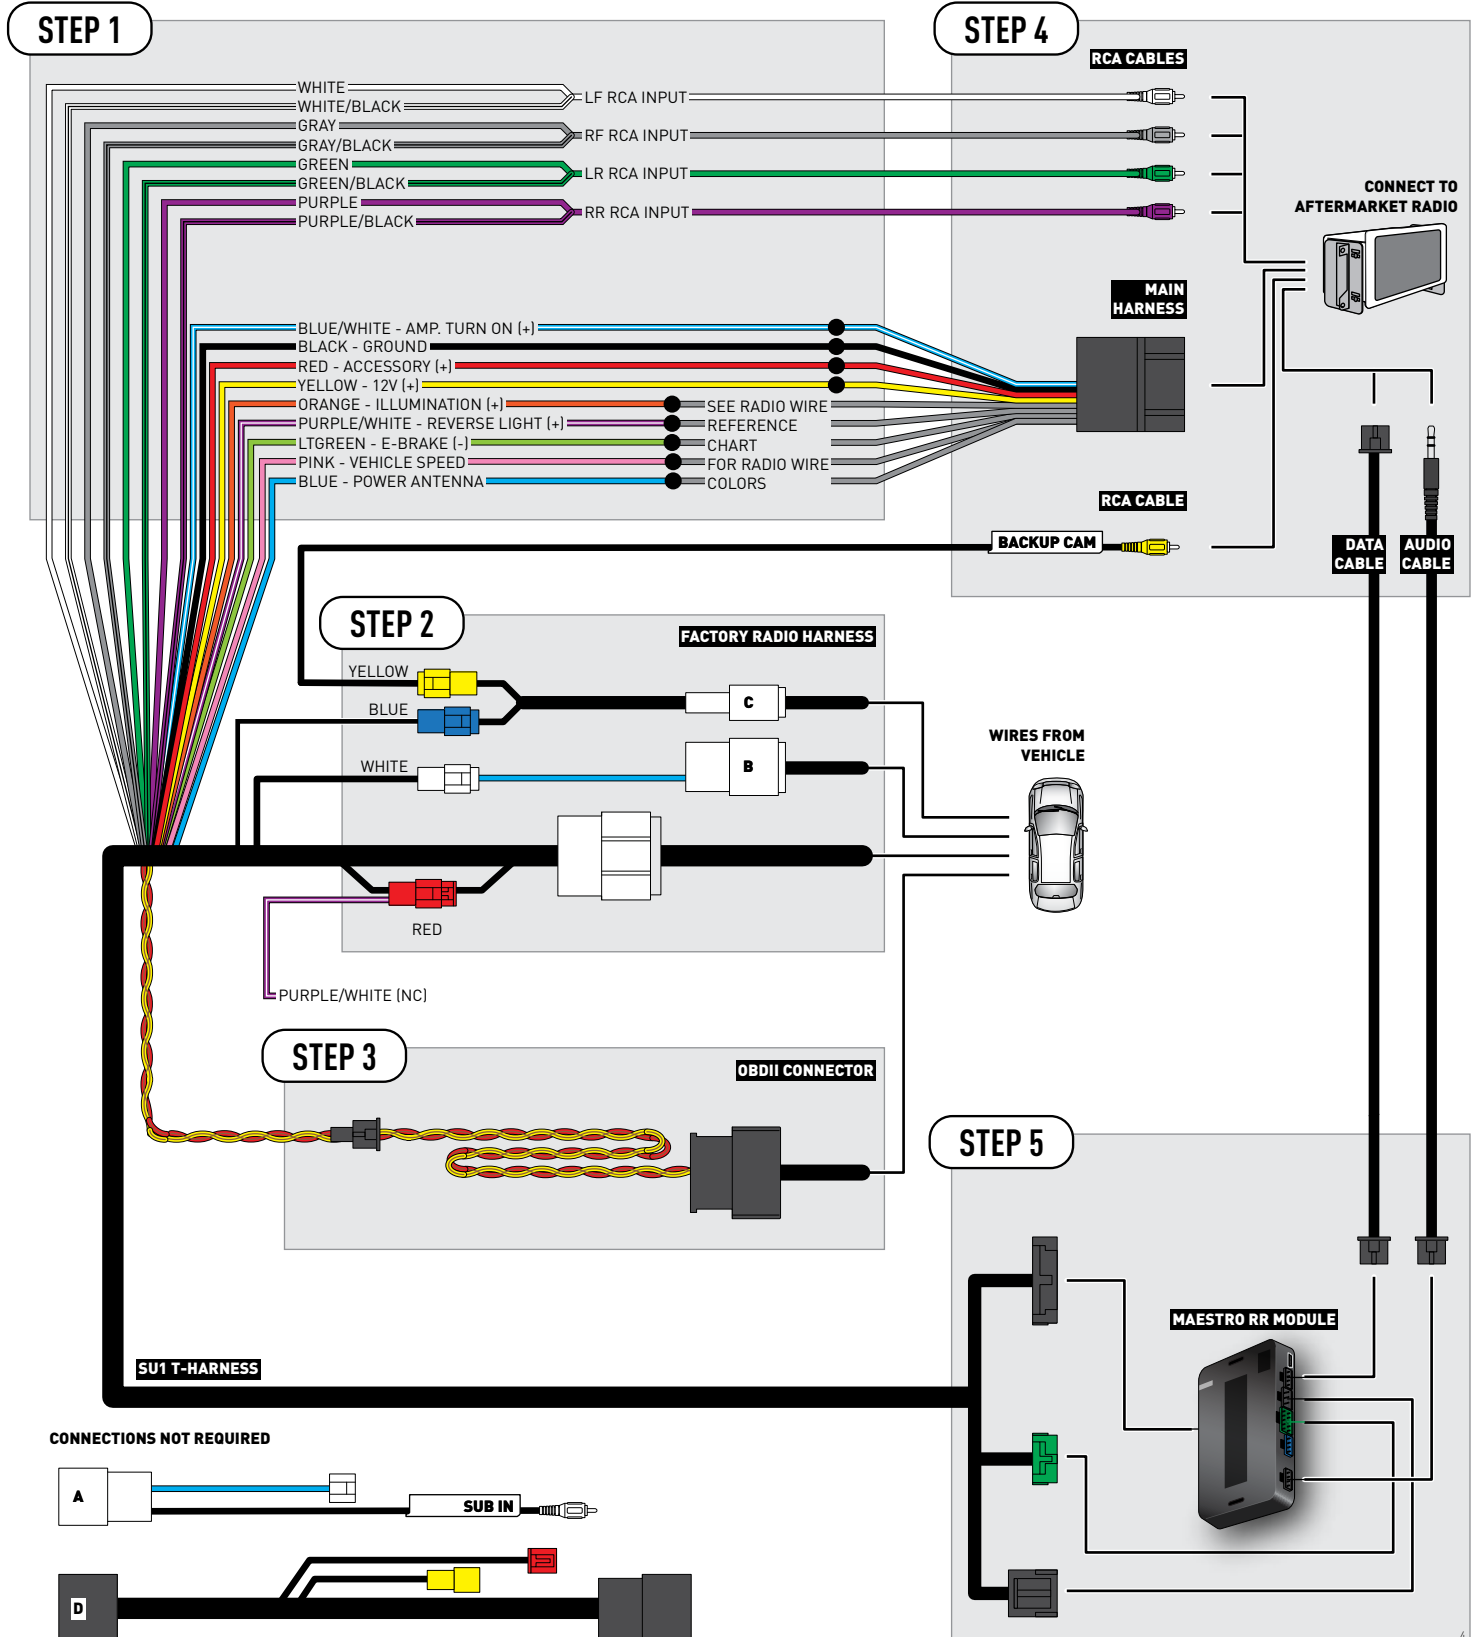 STEP 1
WHITE
WHITE/BLACK
LF RCA INPUT
GRAY
GRAY/BLACK
RF RCA INPUT
GREEN
GREEN/BLACK
LR RCA INPUT
PURPLE
PURPLE/BLACK
RR RCA INPUT
BLUE/WHITE - AMP. TURN ON (+)
BLACK - GROUND
RED - ACCESSORY (+)
YELLOW - 12V (+)
ORANGE - ILLUMINATION (+)
PURPLE/WHITE - REVERSE LIGHT (+)
LTGREEN - E-BRAKE (-)
PINK - VEHICLE SPEED
BLUE - POWER ANTENNA
SEE RADIO WIRE
REFERENCE
CHART
FOR RADIO WIRE
COLORS
STEP 4
RCA CABLES
CONNECT TO
AFTERMARKET RADIO
MAIN
HARNESS
RCA CABLE
BACKUP CAM
DATA
CABLE
AUDIO
CABLE
STEP 2
FACTORY RADIO HARNESS
YELLOW
BLUE
WHITE
C
B
RED
PURPLE/WHITE (NC)
WIRES FROM
VEHICLE
STEP 3
OBDII CONNECTOR
STEP 5
MAESTRO RR MODULE
SU1 T-HARNESS
CONNECTIONS NOT REQUIRED
A
SUB IN
D